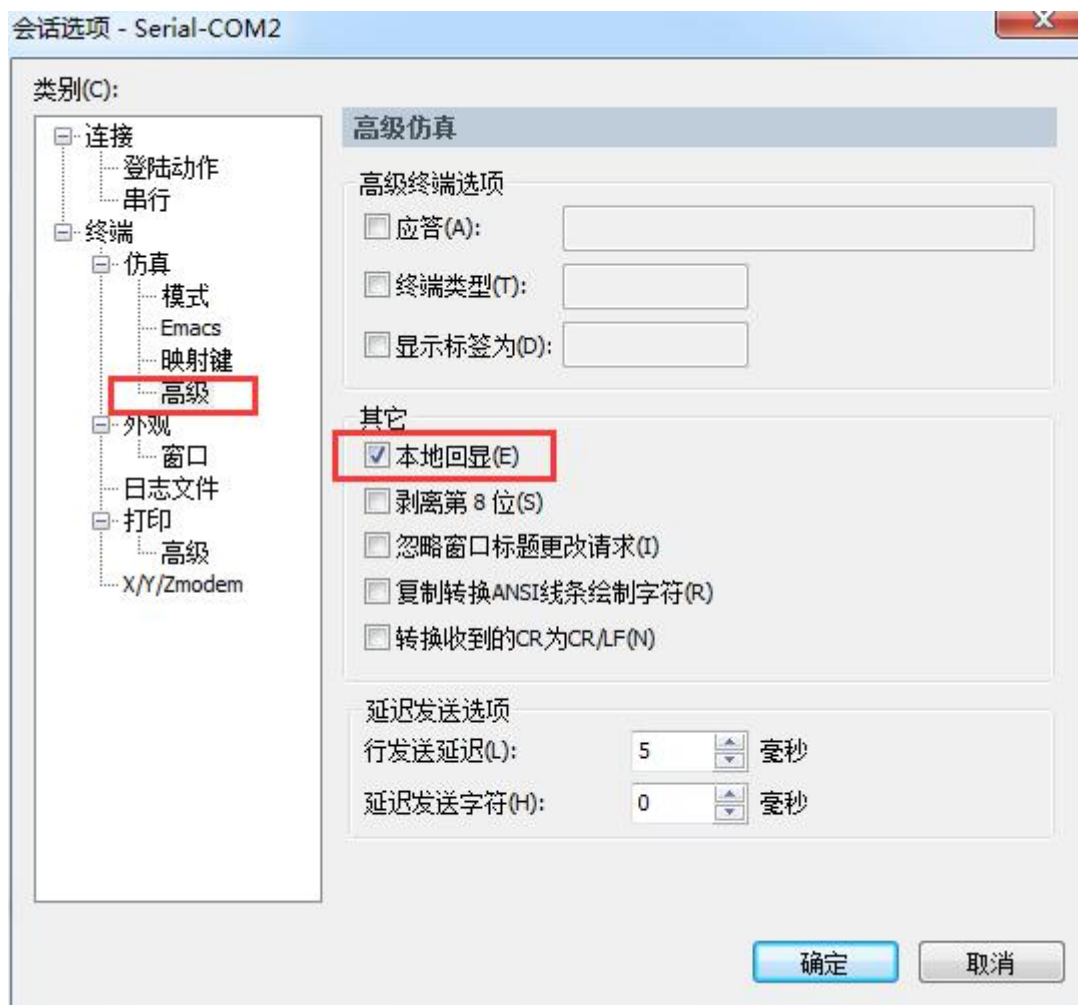 会话选项 - Serial-COM2
X
类别(C):
连接
登陆动作
串行
终端
仿真
模式
Emacs
映射键
高级
外观
窗口
日志文件
打印
高级
X/Y/Zmodem
高级仿真
高级终端选项
应答(A):
终端类型(T):
显示标签为(D):
其它
本地回显(E)
剥离第 8 位(S)
忽略窗口标题更改请求(I)
复制转换ANSI线条绘制字符(R)
转换收到的CR为CR/LF(N)
延迟发送选项
行发送延迟(L): 5 毫秒
延迟发送字符(H): 0 毫秒
确定 取消